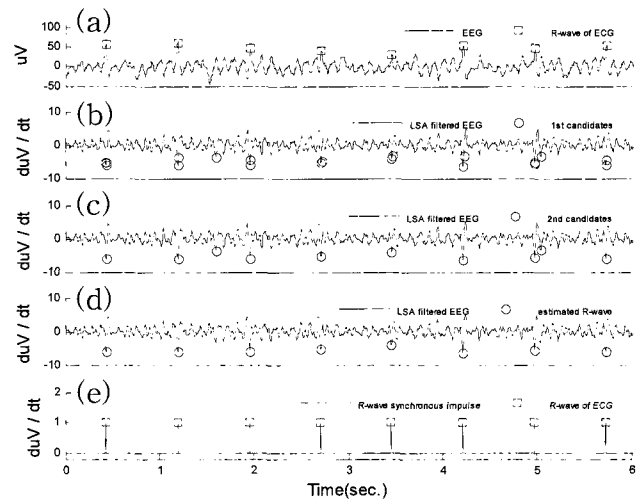 (a)
EEG
R-wave of ECG
100
50
0
-50
uV
(b)
LSA filtered EEG
1st candidates
10
0
-10
duV / dt
(c)
LSA filtered EEG
2nd candidates
10
0
-10
duV / dt
(d)
LSA filtered EEG
estimated R-wave
10
0
-10
duV / dt
(e)
R-wave synchronous impulse
R-wave of ECG
2
1
0
duV / dt
0 1 2 3 4 5 6
Time(sec.)